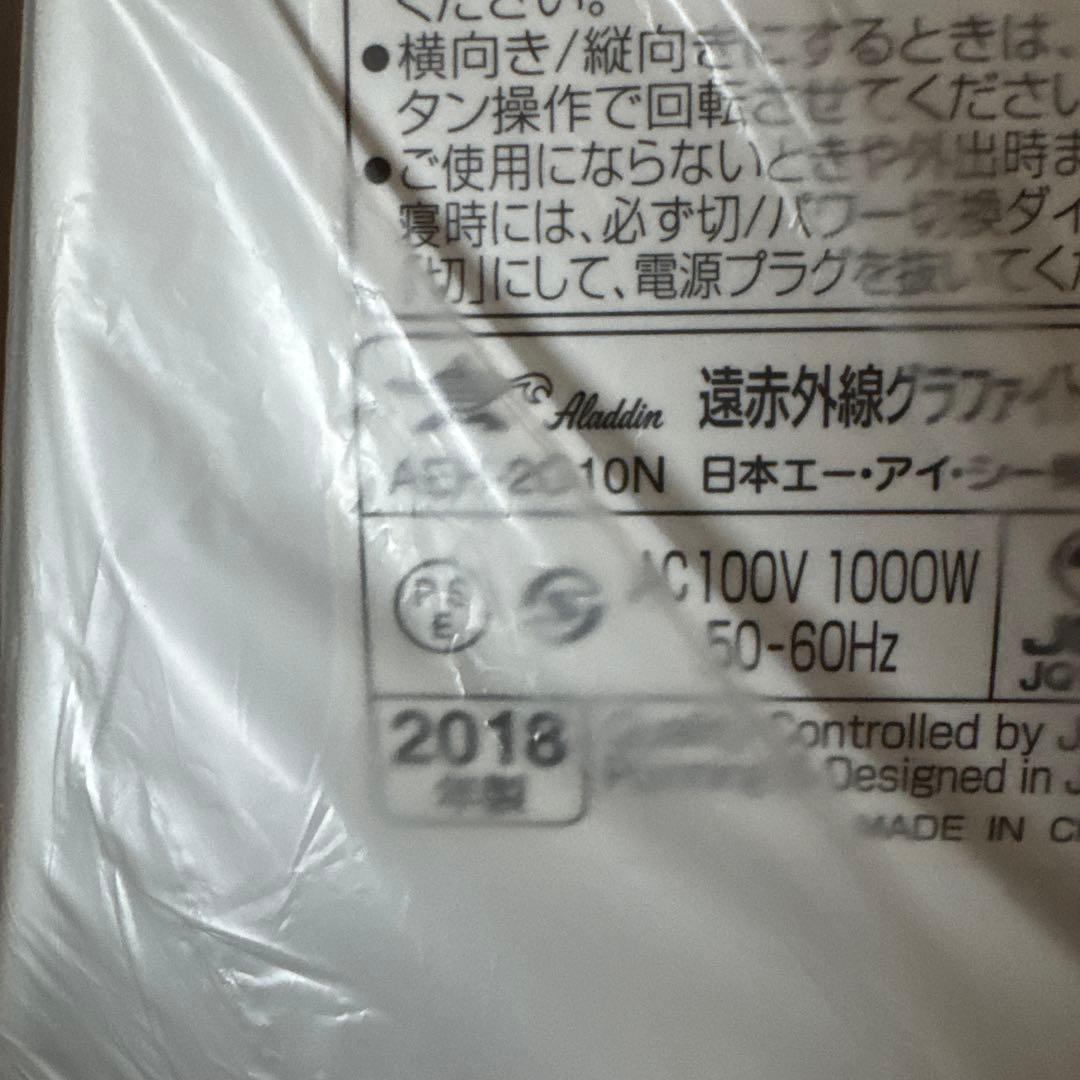 ください。
●横向き/縦向きにするときは、
タン操作で回転させてください
●ご使用にならないときや外出時ま
寝時には、必ず切/パワー切換ダイ
「切」にして、電源プラグを抜いてくだ
Aladdin 遠赤外線グラファイト
10N 日本エー・アイ・シー
PSE AC100V 1000W
50-60Hz
2018
年製
Controlled by J
Designed in J
MADE IN C